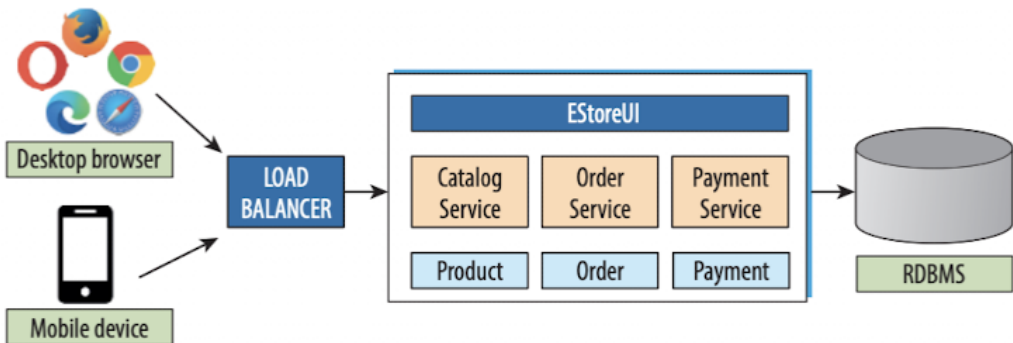 Desktop browser
Mobile device
LOAD
BALANCER
EStoreUI
Catalog
Service
Order
Service
Payment
Service
Product
Order
Payment
RDBMS